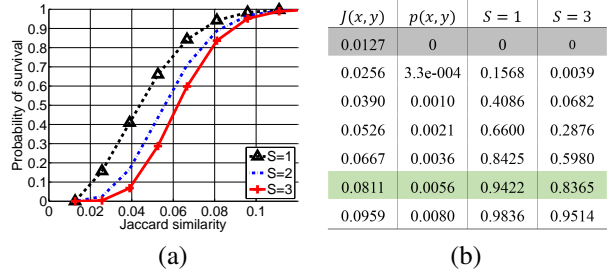 1
0.9
0.8
0.7
0.6
0.5
0.4
0.3
0.2
0.1
0
Probability of survival
0 0.02 0.04 0.06 0.08 0.1
Jaccard similarity
S=1
S=2
S=3
(a)
J(x, y) p(x, y) S = 1 S = 3
0.0127 0 0 0
0.0256 3.3e-004 0.1568 0.0039
0.0390 0.0010 0.4086 0.0682
0.0526 0.0021 0.6600 0.2876
0.0667 0.0036 0.8425 0.5980
0.0811 0.0056 0.9422 0.8365
0.0959 0.0080 0.9836 0.9514
(b)